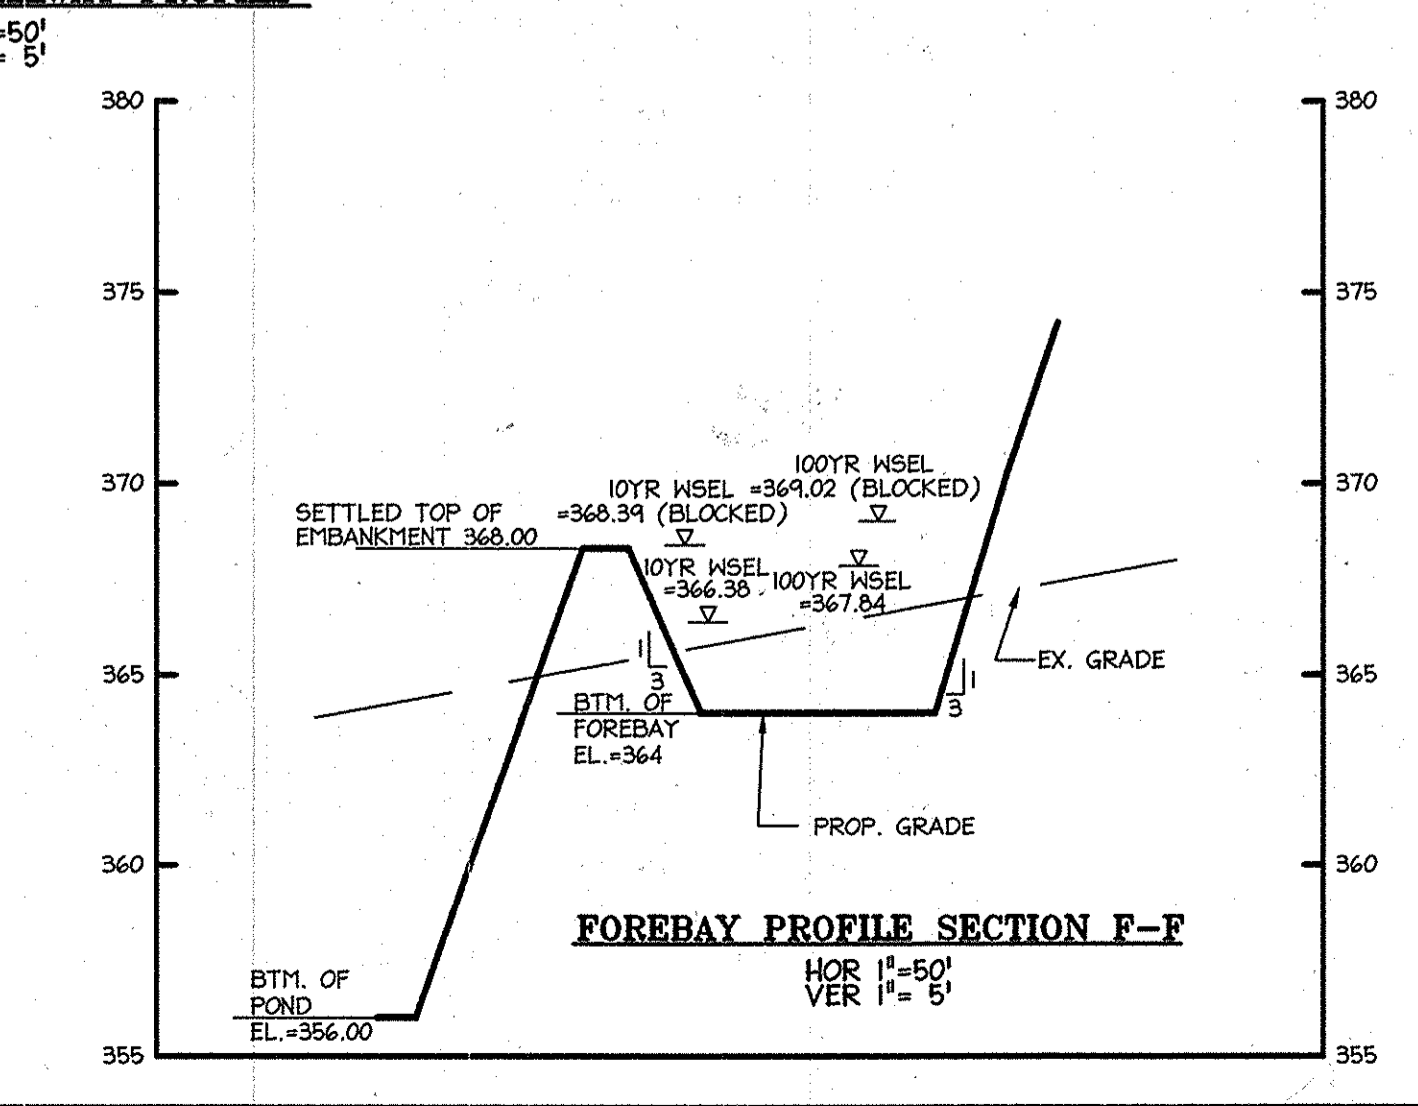 =50'
= 5'
380
380
375
375
370
370
365
365
360
360
355
355
100YR WSEL
=369.02 (BLOCKED)
10YR WSEL
=368.39 (BLOCKED)
SETTLED TOP OF
EMBANKMENT 368.00
10YR WSEL
=366.38
100YR WSEL
=367.84
1
3
1
3
EX. GRADE
BTM. OF
FOREBAY
EL.=364
PROP. GRADE
FOREBAY PROFILE SECTION F-F
HOR 1"=50'
VER 1"= 5'
BTM. OF
POND
EL.=356.00